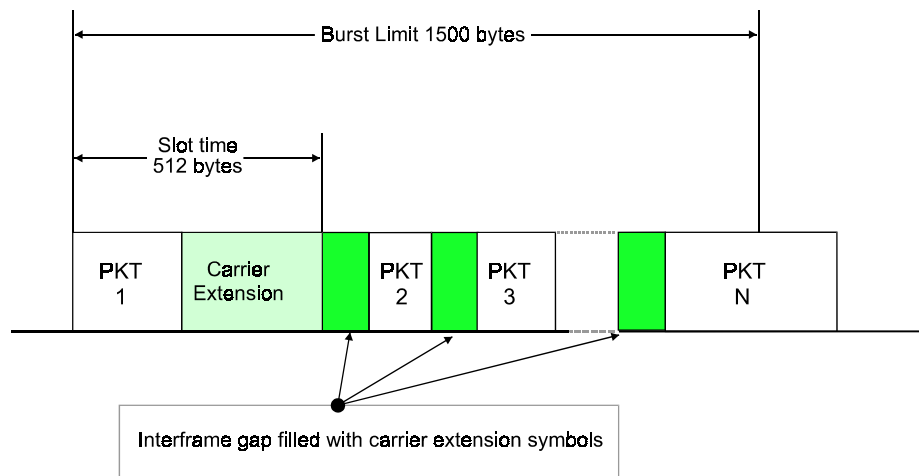 Burst Limit 1500 bytes
Slot time
512 bytes
PKT
1
Carrier
Extension
PKT
2
PKT
3
PKT
N
Interframe gap filled with carrier extension symbols